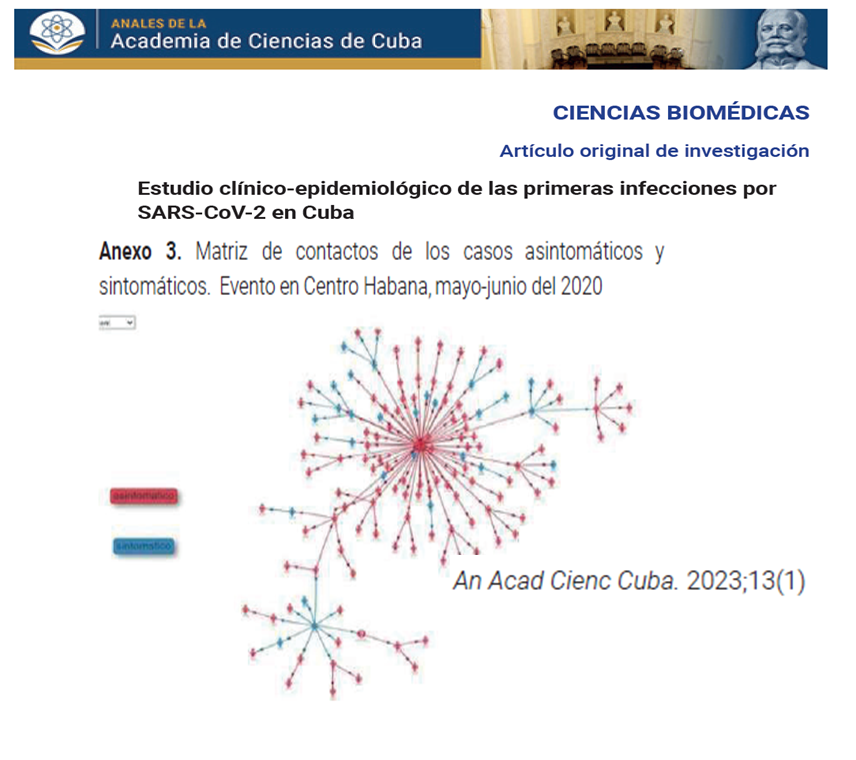 ANALES DE LA
Academia de Ciencias de Cuba
CIENCIAS BIOMÉDICAS
Artículo original de investigación
Estudio clínico-epidemiológico de las primeras infecciones por
SARS-CoV-2 en Cuba
Anexo 3. Matriz de contactos de los casos asintomáticos y
sintomáticos. Evento en Centro Habana, mayo-junio del 2020
asintomatico
sintomatico
An Acad Cienc Cuba. 2023;13(1)